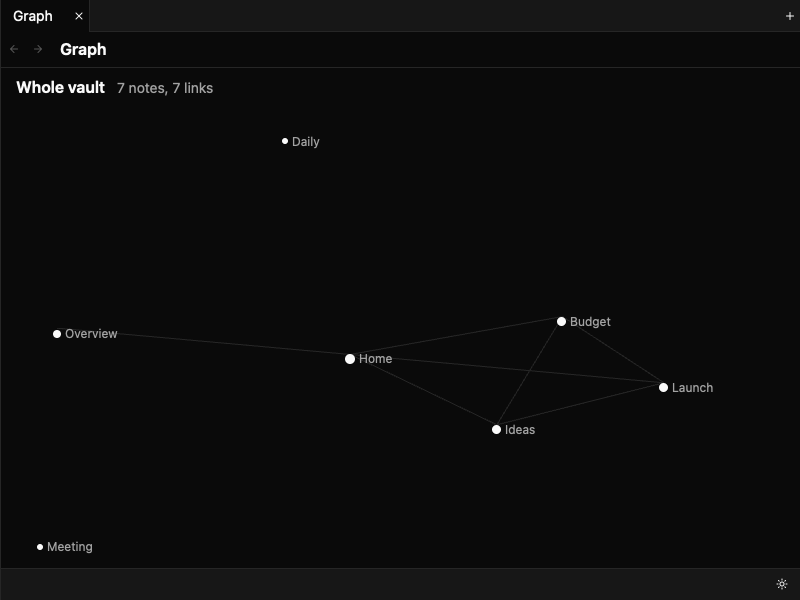 Graph
Graph
Whole vault 7 notes, 7 links
Daily
Budget
Overview
Home
Launch
Ideas
Meeting